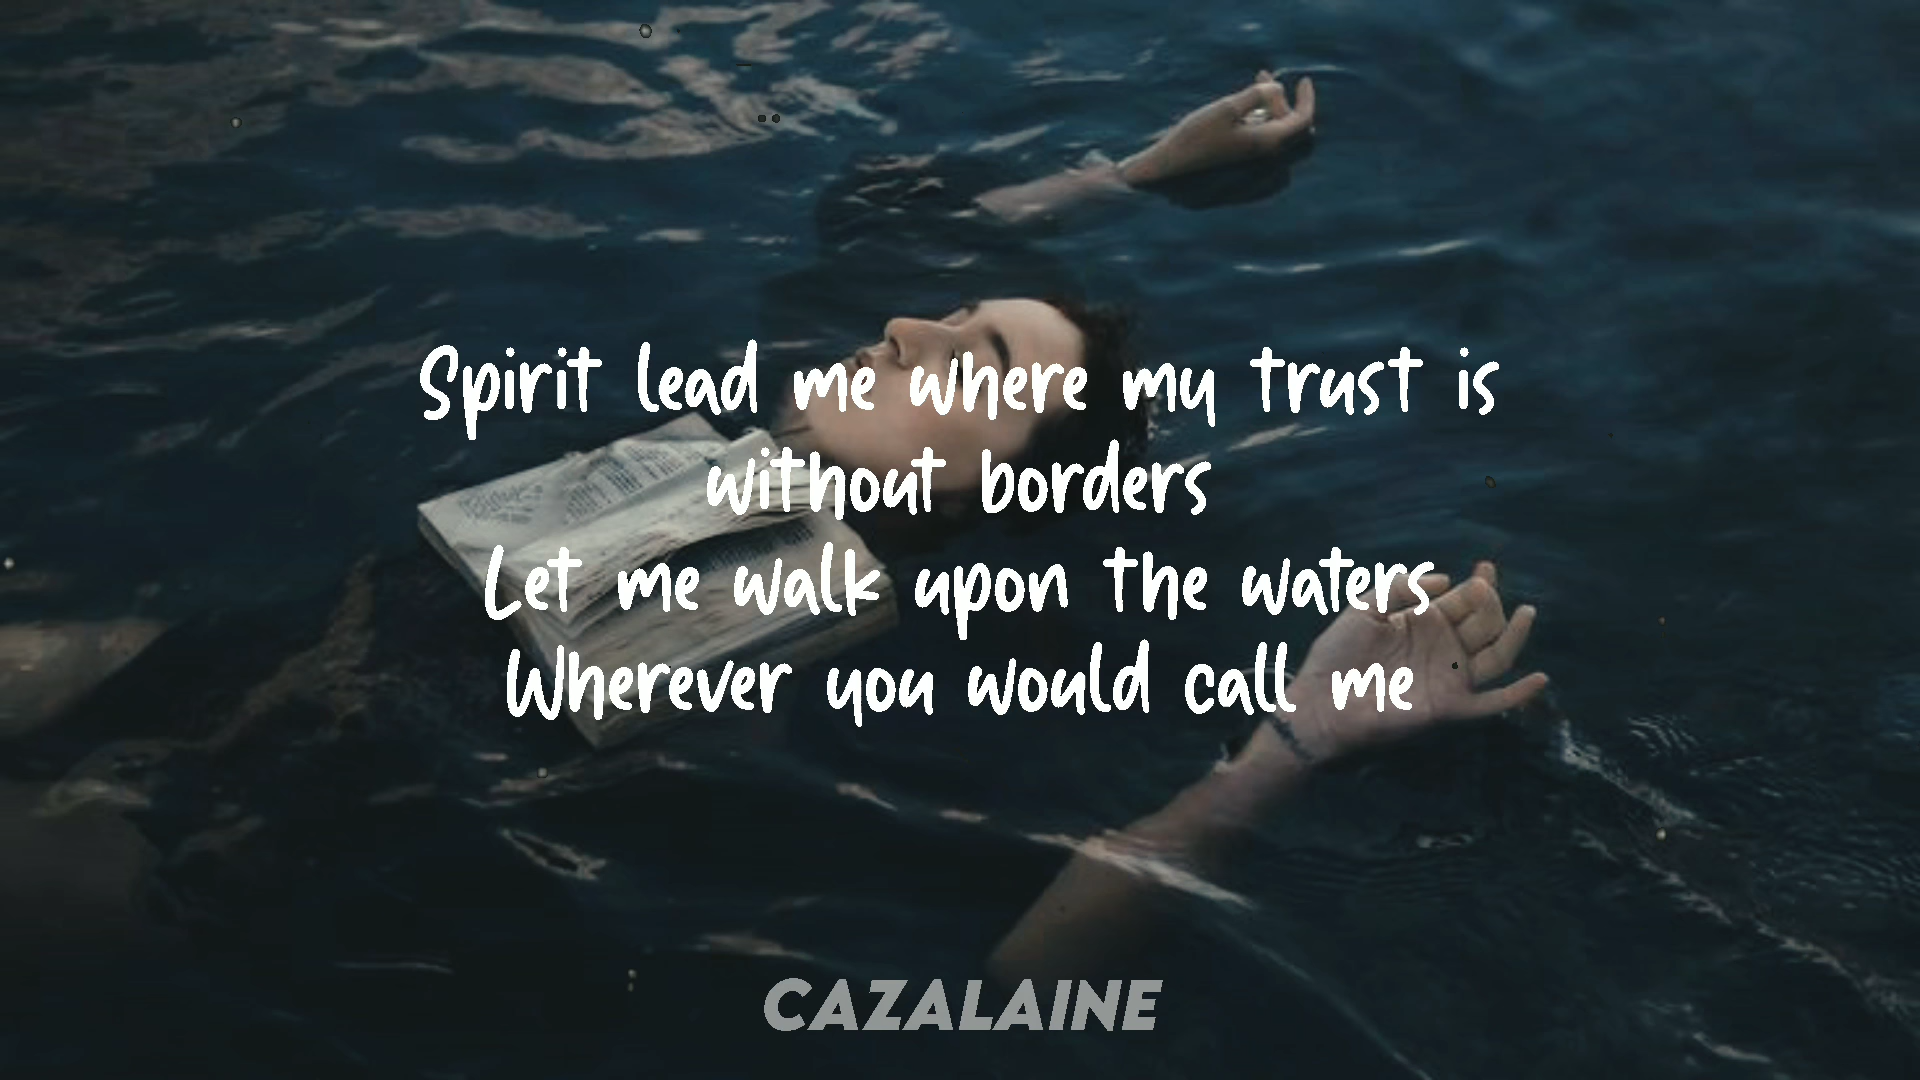 Spirit lead me where my trust is
without borders
Let me walk upon the waters
Wherever you would call me
CAZALAINE